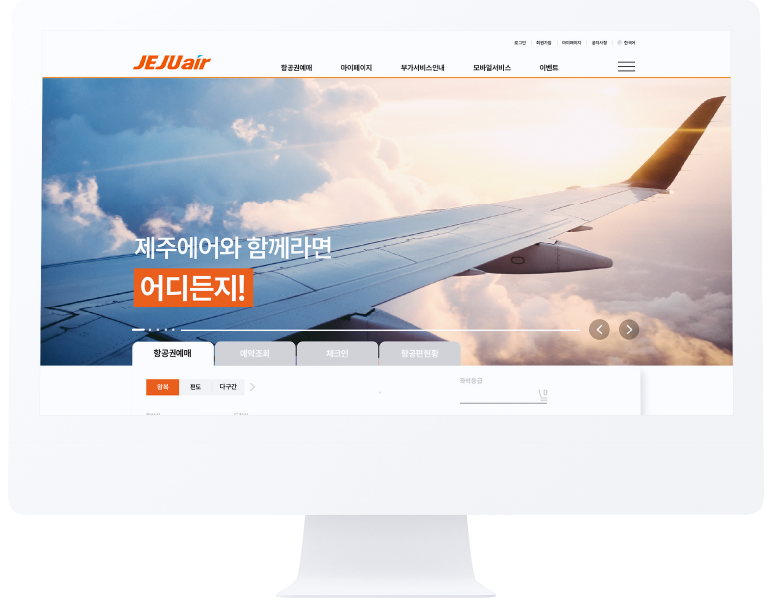 로그인 회원가입 마이페이지 공지사항 한국어
JEJUair
항공권예매 마이페이지 부가서비스안내 모바일서비스 이벤트
제주에어와 함께라면
어디든지!
항공권예매 예약조회 체크인 항공편현황
왕복 편도 다구간
좌석등급
0